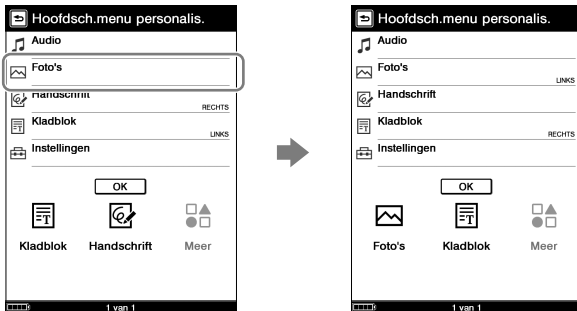 Hoofdsch.menu personalis.
Audio
Foto's
Handschrift
RECHTS
Kladblok
LINKS
Instellingen
OK
Kladblok Handschrift Meer
1 van 1
Hoofdsch.menu personalis.
Audio
Foto's
LINKS
Handschrift
Kladblok
RECHTS
Instellingen
OK
Foto's Kladblok Meer
1 van 1